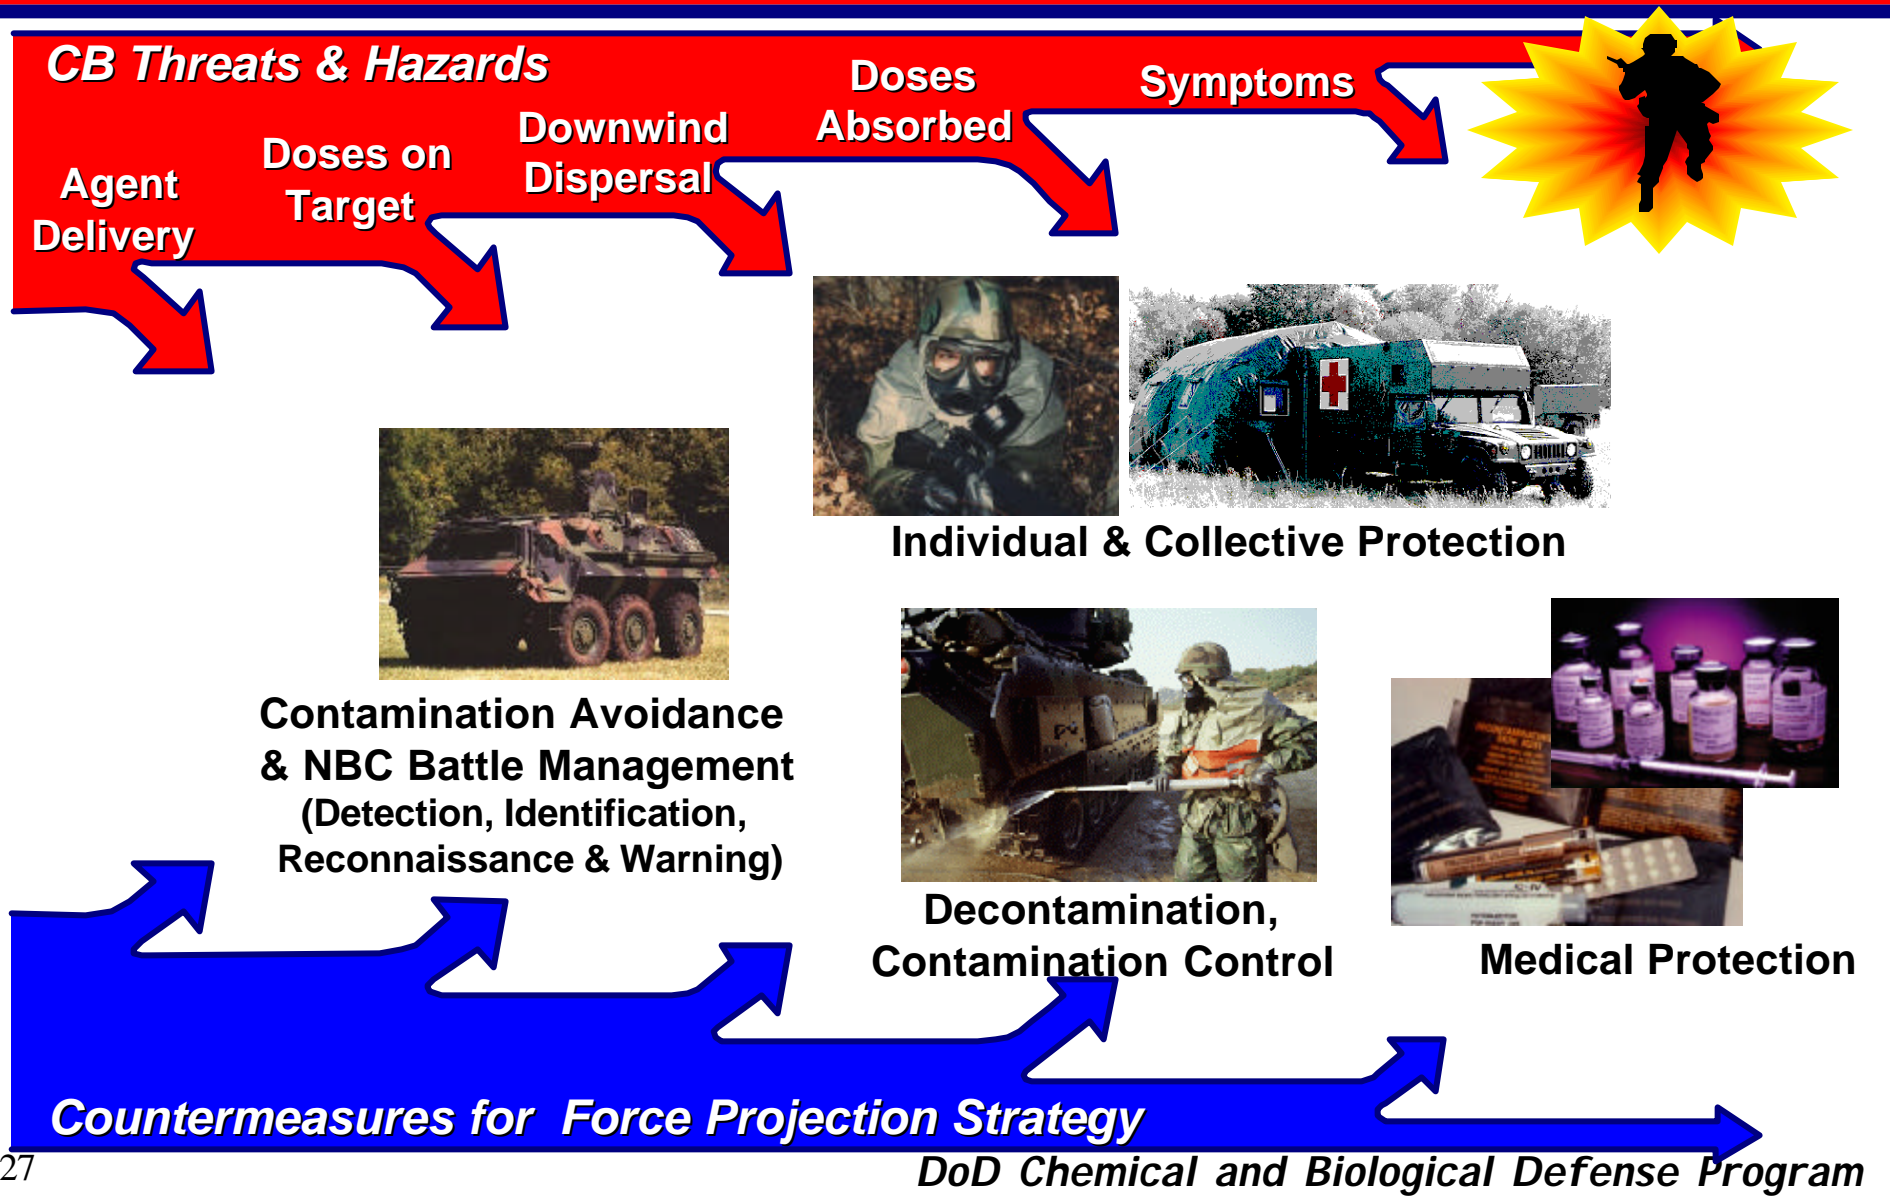 CB Threats & Hazards
Agent
Delivery
Doses on
Target
Downwind
Dispersal
Doses
Absorbed
Symptoms
Individual & Collective Protection
Contamination Avoidance
& NBC Battle Management
(Detection, Identification,
Reconnaissance & Warning)
Decontamination,
Contamination Control
Medical Protection
Countermeasures for Force Projection Strategy
27
DoD Chemical and Biological Defense Program